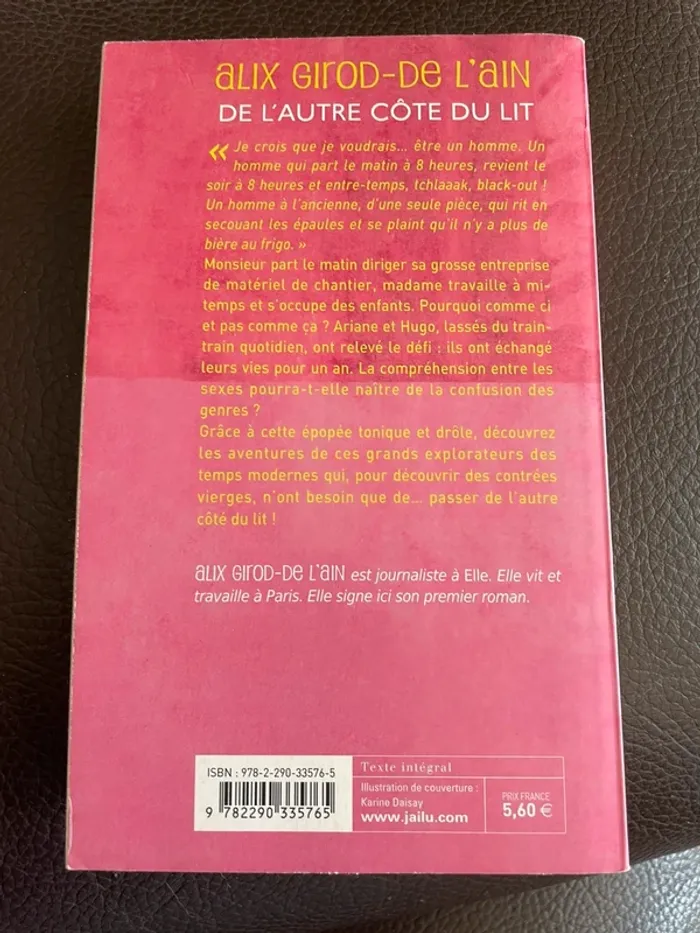 alix Girod-de l'ain
DE L'AUTRE CÔTE DU LIT
« Je crois que je voudrais... être un homme. Un
homme qui part le matin à 8 heures, revient le
soir à 8 heures et entre-temps, tchlaaak, black-out !
Un homme à l'ancienne, d'une seule pièce, qui rit en
secouant les épaules et se plaint qu'il n'y a plus de
bière au frigo. »
Monsieur part le matin diriger sa grosse entreprise
de matériel de chantier, madame travaille à mi-
temps et s'occupe des enfants. Pourquoi comme ci
et pas comme ça ? Ariane et Hugo, lassés du train-
train quotidien, ont relevé le défi : ils ont échangé
leurs vies pour un an. La compréhension entre les
sexes pourra-t-elle naître de la confusion des
genres ?
Grâce à cette épopée tonique et drôle, découvrez
les aventures de ces grands explorateurs des
temps modernes qui, pour découvrir des contrées
vierges, n'ont besoin que de... passer de l'autre
côté du lit !
alix Girod-de l'ain est journaliste à Elle. Elle vit et
travaille à Paris. Elle signe ici son premier roman.
ISBN : 978-2-290-33576-5
9 782290 335765
Texte intégral
Illustration de couverture :
Karine Daisay
www.jailu.com
PRIX FRANCE
5,60 €